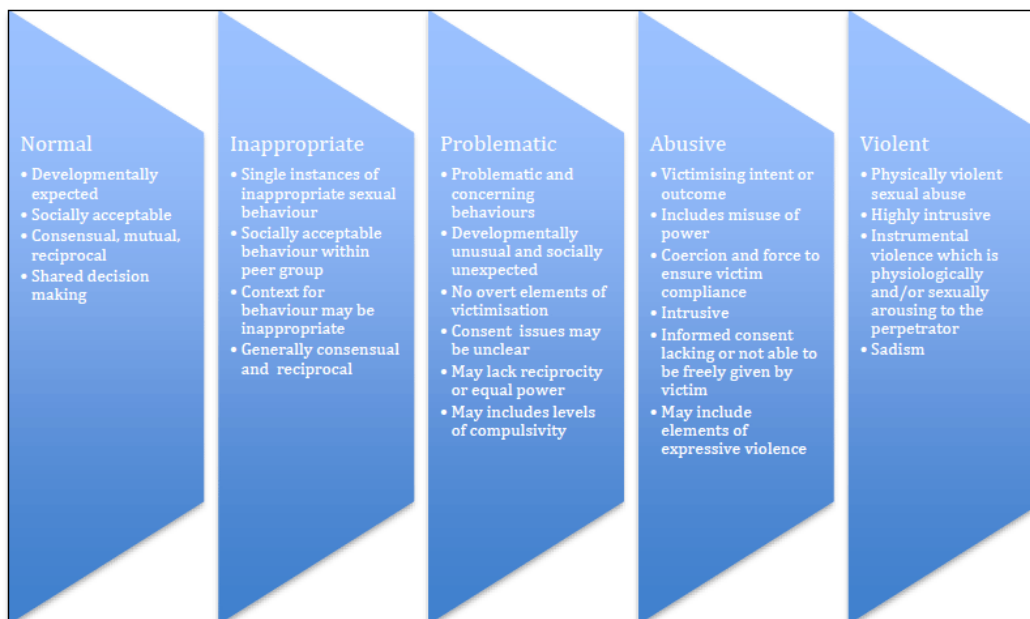 Normal
• Developmentally
expected
• Socially acceptable
• Consensual, mutual,
reciprocal
• Shared decision
making
Inappropriate
• Single instances of
inappropriate sexual
behaviour
• Socially acceptable
behaviour within
peer group
• Context for
behaviour may be
inappropriate
• Generally consensual
and reciprocal
Problematic
• Problematic and
concerning
behaviours
• Developmentally
unusual and socially
unexpected
• No overt elements of
victimisation
• Consent issues may
be unclear
• May lack reciprocity
or equal power
• May includes levels
of compulsivity
Abusive
• Victimising intent or
outcome
• Includes misuse of
power
• Coercion and force to
ensure victim
compliance
• Intrusive
• Informed consent
lacking or not able to
be freely given by
victim
• May include
elements of
expressive violence
Violent
• Physically violent
sexual abuse
• Highly intrusive
• Instrumental
violence which is
physiologically
and/or sexually
arousing to the
perpetrator
• Sadism